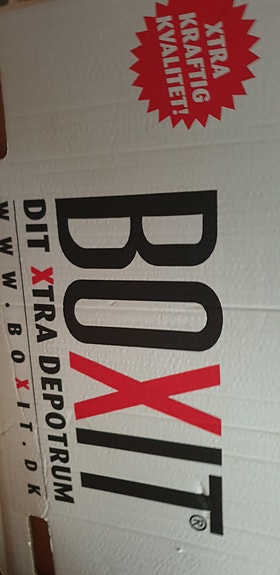 XTRA
KRAFTIG
KVALITET!
BOXIT®
DIT XTRA DEPOTRUM
WWW.BOXIT.DK